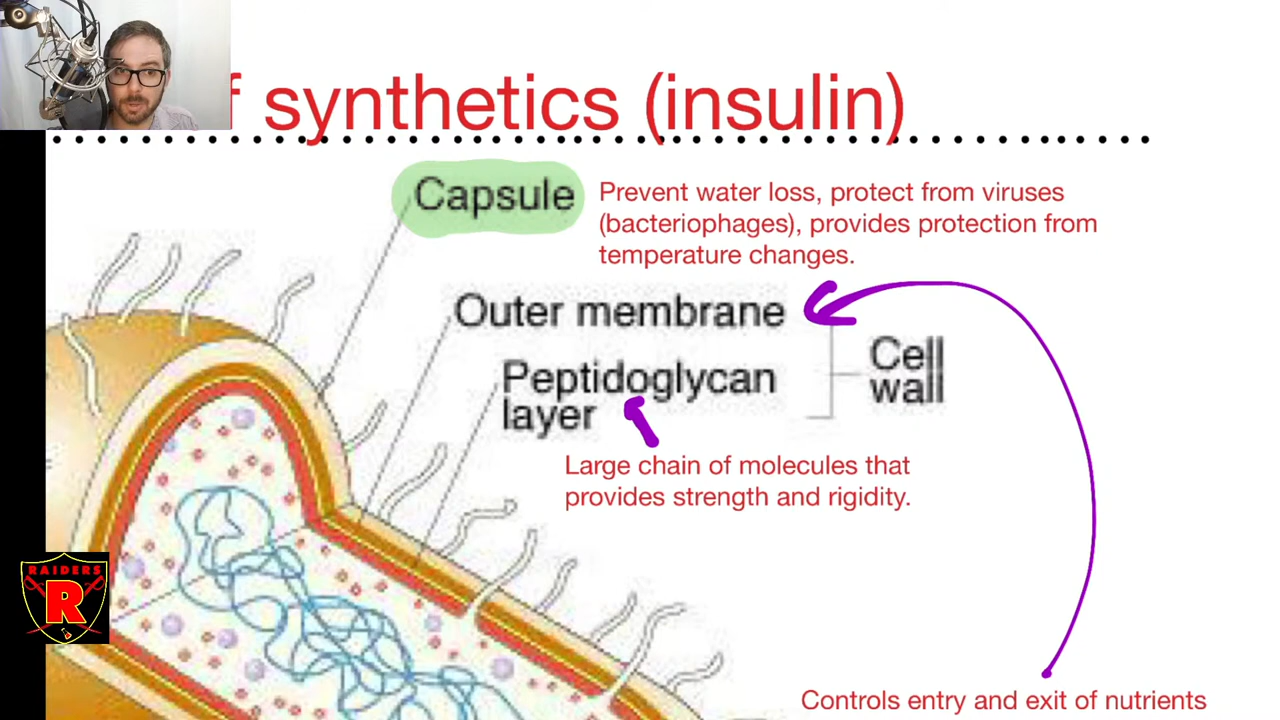 f synthetics (insulin)
Capsule
Prevent water loss, protect from viruses
(bacteriophages), provides protection from
temperature changes.
Outer membrane
Peptidoglycan
layer
Cell
wall
Large chain of molecules that
provides strength and rigidity.
RAIDERS
R
Controls entry and exit of nutrients